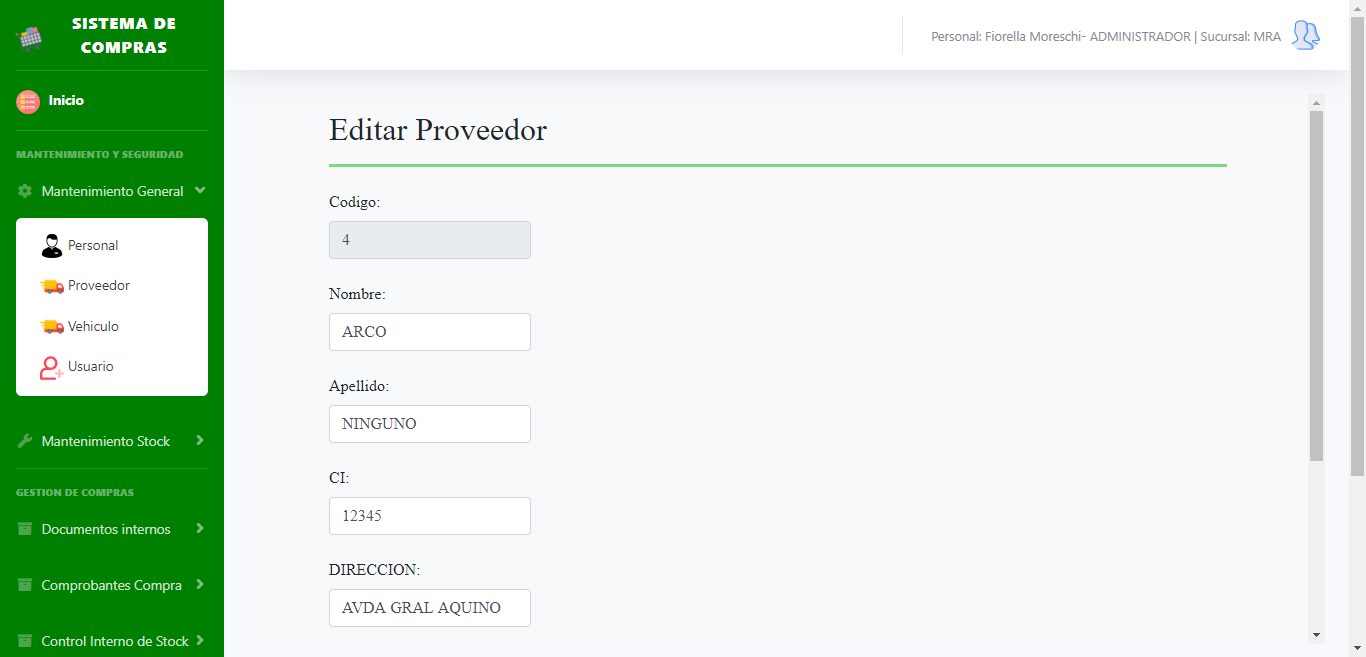 SISTEMA DE
COMPRAS
Inicio
MANTENIMIENTO Y SEGURIDAD
Mantenimiento General
Personal
Proveedor
Vehiculo
Usuario
Mantenimiento Stock
GESTION DE COMPRAS
Documentos internos
Comprobantes Compra
Control Interno de Stock
Personal: Fiorella Moreschi- ADMINISTRADOR | Sucursal: MRA
Editar Proveedor
Codigo:
4
Nombre:
ARCO
Apellido:
NINGUNO
CI:
12345
DIRECCION:
AVDA GRAL AQUINO